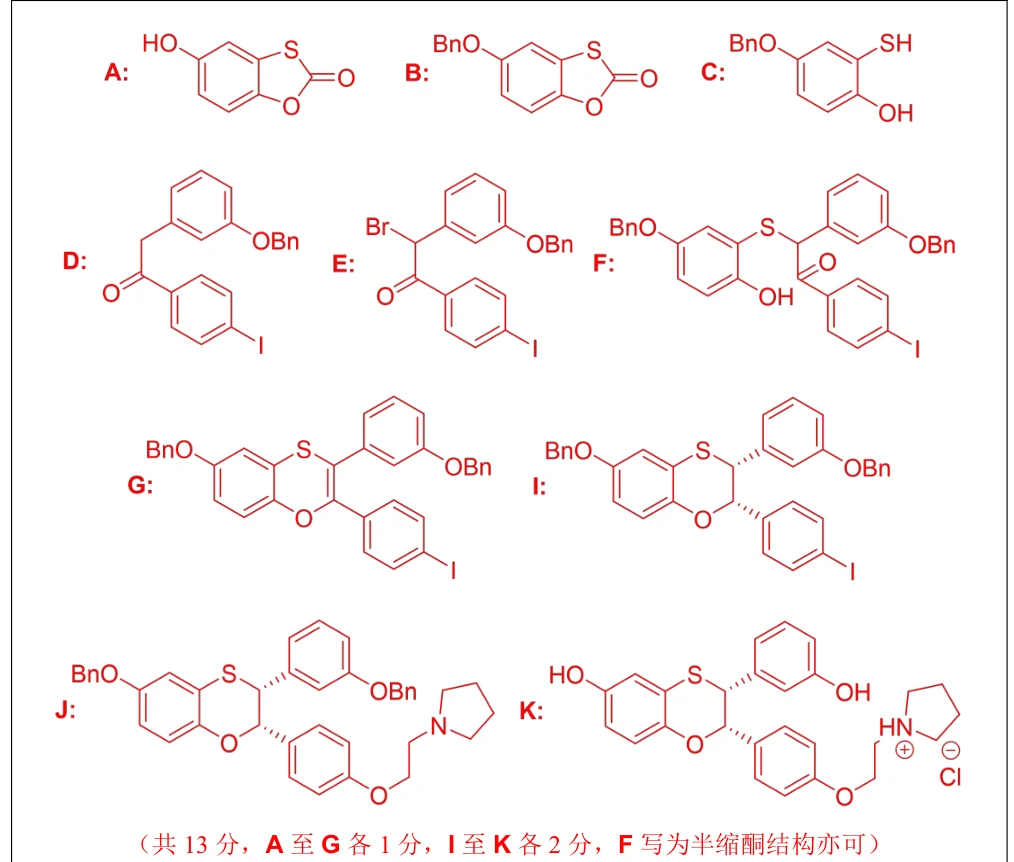 A: HO S O O
B: BnO S O O
C: BnO SH OH
D: O OBn I
E: Br O OBn I
F: BnO S OH O OBn I
G: BnO S O OBn I
I: BnO S O OBn I
J: BnO S O OBn O N
K: HO S O OH O HN ⊕ ⊖ Cl
（共 13 分，A 至 G 各 1 分，I 至 K 各 2 分，F 写为半缩酮结构亦可）